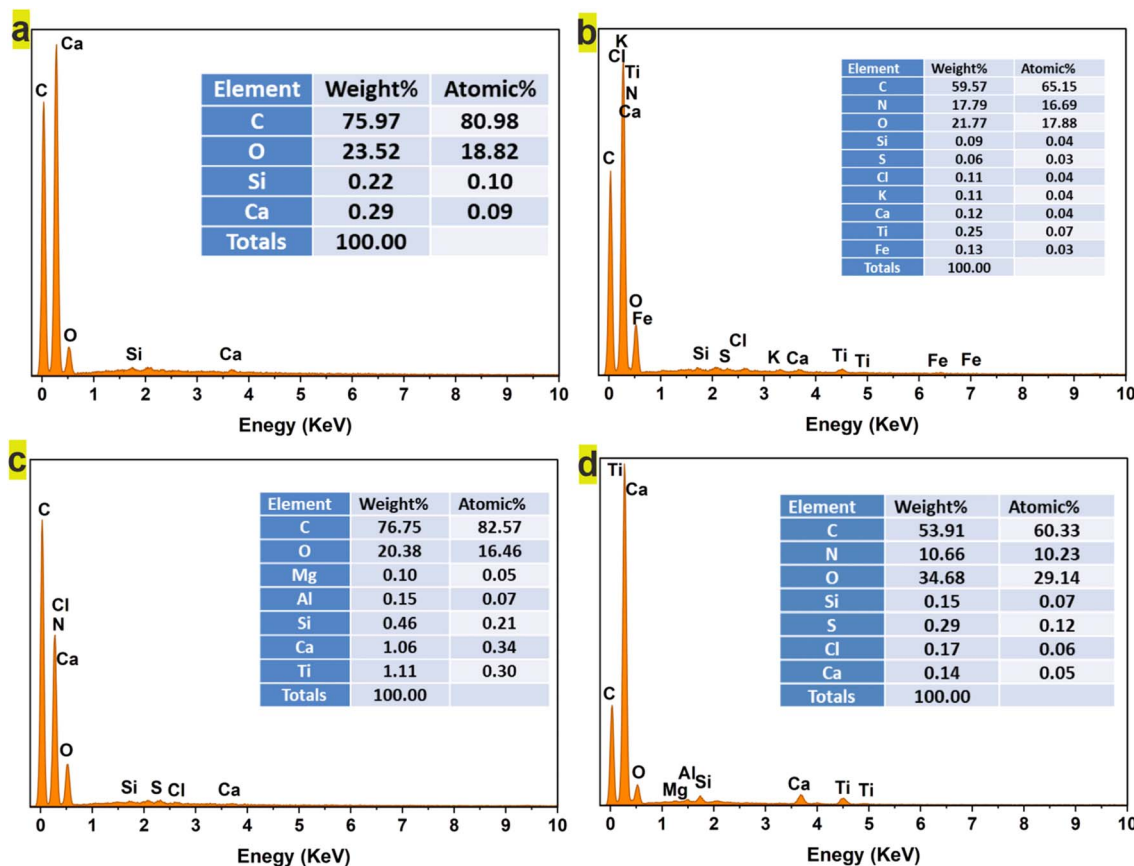 a
Ca
C
O
Si
Ca
Element Weight% Atomic%
C 75.97 80.98
O 23.52 18.82
Si 0.22 0.10
Ca 0.29 0.09
Totals 100.00
0 1 2 3 4 5 6 7 8 9 10
Enegy (KeV)
b
K
Cl
Ti
N
Ca
C
O
Fe
Si
S
Cl
K
Ca
Ti
Ti
Fe
Fe
Element Weight% Atomic%
C 59.57 65.15
N 17.79 16.69
O 21.77 17.88
Si 0.09 0.04
S 0.06 0.03
Cl 0.11 0.04
K 0.11 0.04
Ca 0.12 0.04
Ti 0.25 0.07
Fe 0.13 0.03
Totals 100.00
0 1 2 3 4 5 6 7 8 9 10
Enegy (KeV)
c
C
Cl
N
Ca
O
Si
S
Cl
Ca
Element Weight% Atomic%
C 76.75 82.57
O 20.38 16.46
Mg 0.10 0.05
Al 0.15 0.07
Si 0.46 0.21
Ca 1.06 0.34
Ti 1.11 0.30
Totals 100.00
0 1 2 3 4 5 6 7 8 9 10
Enegy (KeV)
d
Ti
Ca
C
O
Mg
Al
Si
Ca
Ti
Ti
Element Weight% Atomic%
C 53.91 60.33
N 10.66 10.23
O 34.68 29.14
Si 0.15 0.07
S 0.29 0.12
Cl 0.17 0.06
Ca 0.14 0.05
Totals 100.00
0 1 2 3 4 5 6 7 8 9 10
Enegy (KeV)